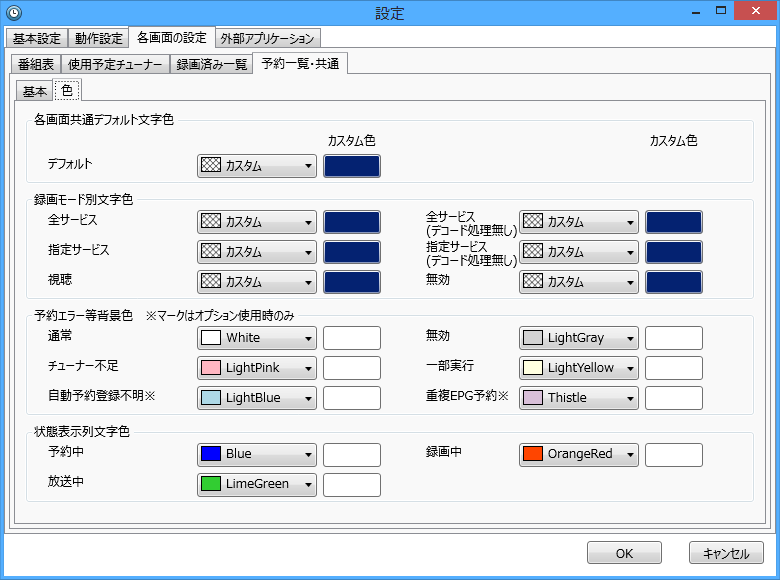 設定
基本設定 動作設定 各画面の設定 外部アプリケーション
番組表 使用予定チューナー 録画済み一覧 予約一覧・共通
基本 色
各画面共通デフォルト文字色
カスタム色 カスタム色
デフォルト カスタム
録画モード別文字色
全サービス カスタム 全サービス
(デコード処理無し) カスタム
指定サービス カスタム 指定サービス
(デコード処理無し) カスタム
視聴 カスタム 無効 カスタム
予約エラー等背景色 ※マークはオプション使用時のみ
通常 White 無効 LightGray
チューナー不足 LightPink 一部実行 LightYellow
自動予約登録不明※ LightBlue 重複EPG予約※ Thistle
状態表示列文字色
予約中 Blue 録画中 OrangeRed
放送中 LimeGreen
OK キャンセル